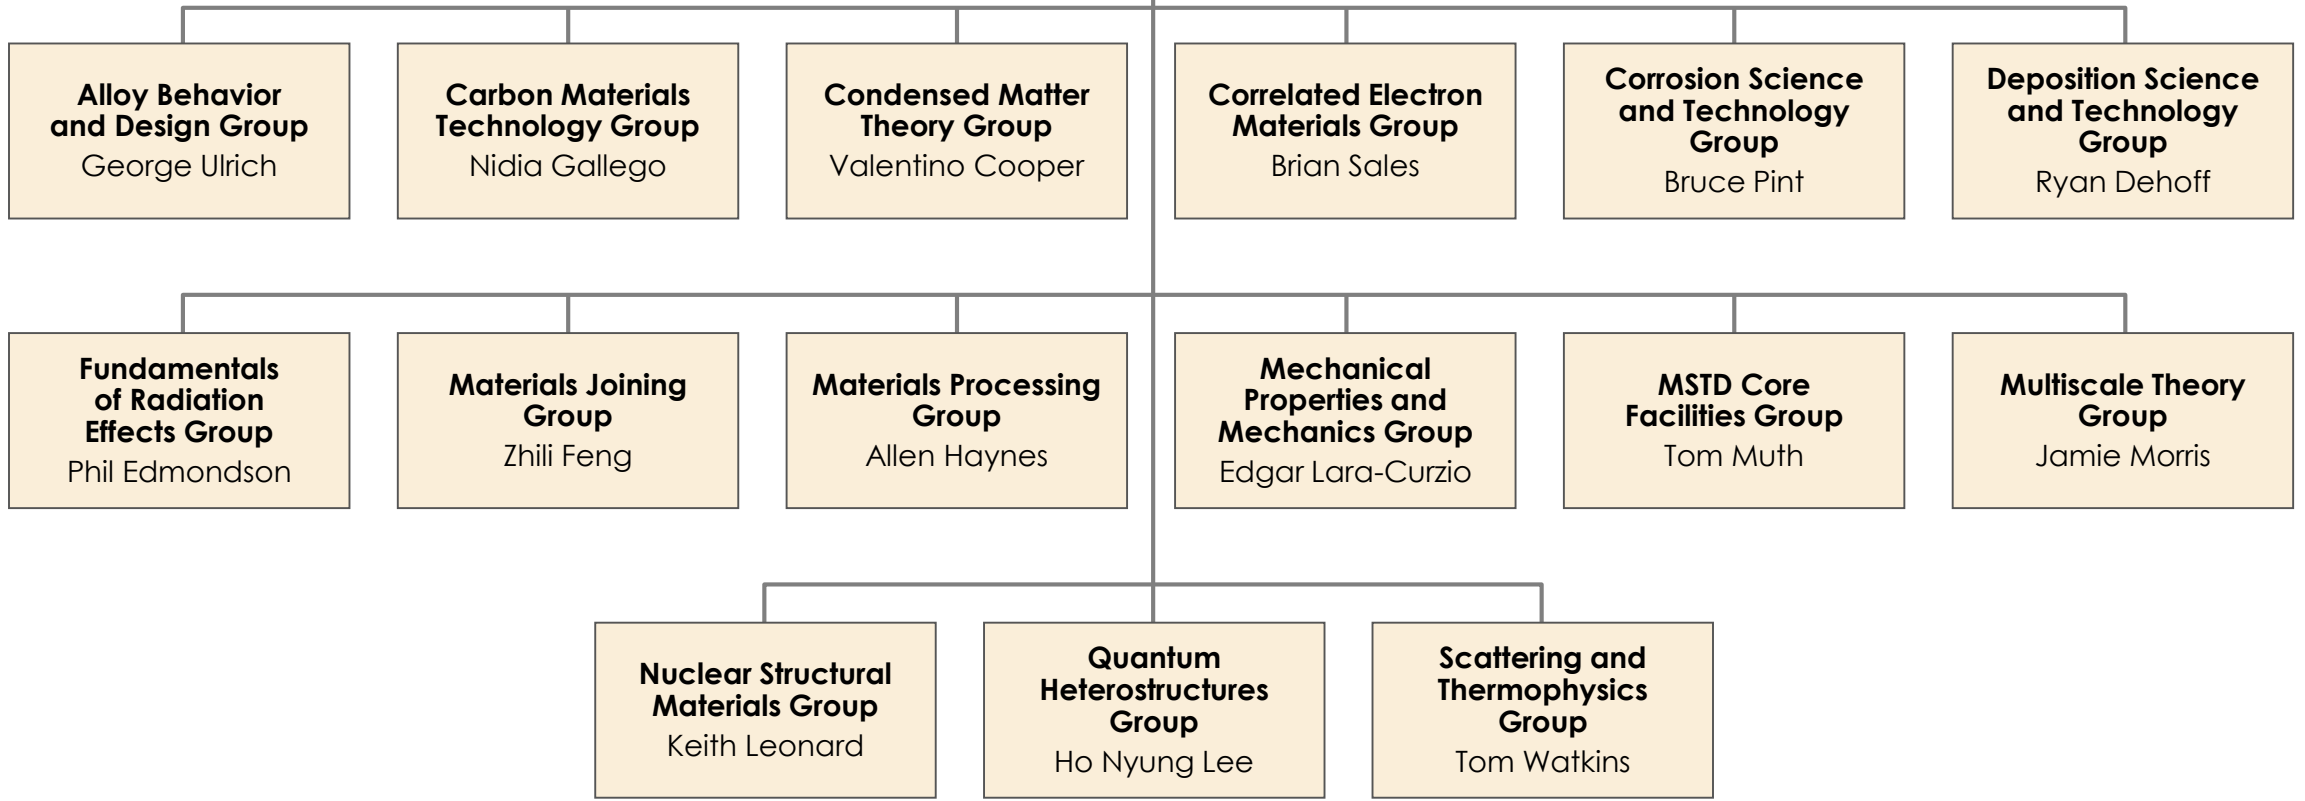 Alloy Behavior
and Design Group
George Ulrich
Carbon Materials
Technology Group
Nidia Gallego
Condensed Matter
Theory Group
Valentino Cooper
Correlated Electron
Materials Group
Brian Sales
Corrosion Science
and Technology
Group
Bruce Pint
Deposition Science
and Technology
Group
Ryan Dehoff
Fundamentals
of Radiation
Effects Group
Phil Edmondson
Materials Joining
Group
Zhili Feng
Materials Processing
Group
Allen Haynes
Mechanical
Properties and
Mechanics Group
Edgar Lara-Curzio
MSTD Core
Facilities Group
Tom Muth
Multiscale Theory
Group
Jamie Morris
Nuclear Structural
Materials Group
Keith Leonard
Quantum
Heterostructures
Group
Ho Nyung Lee
Scattering and
Thermophysics
Group
Tom Watkins